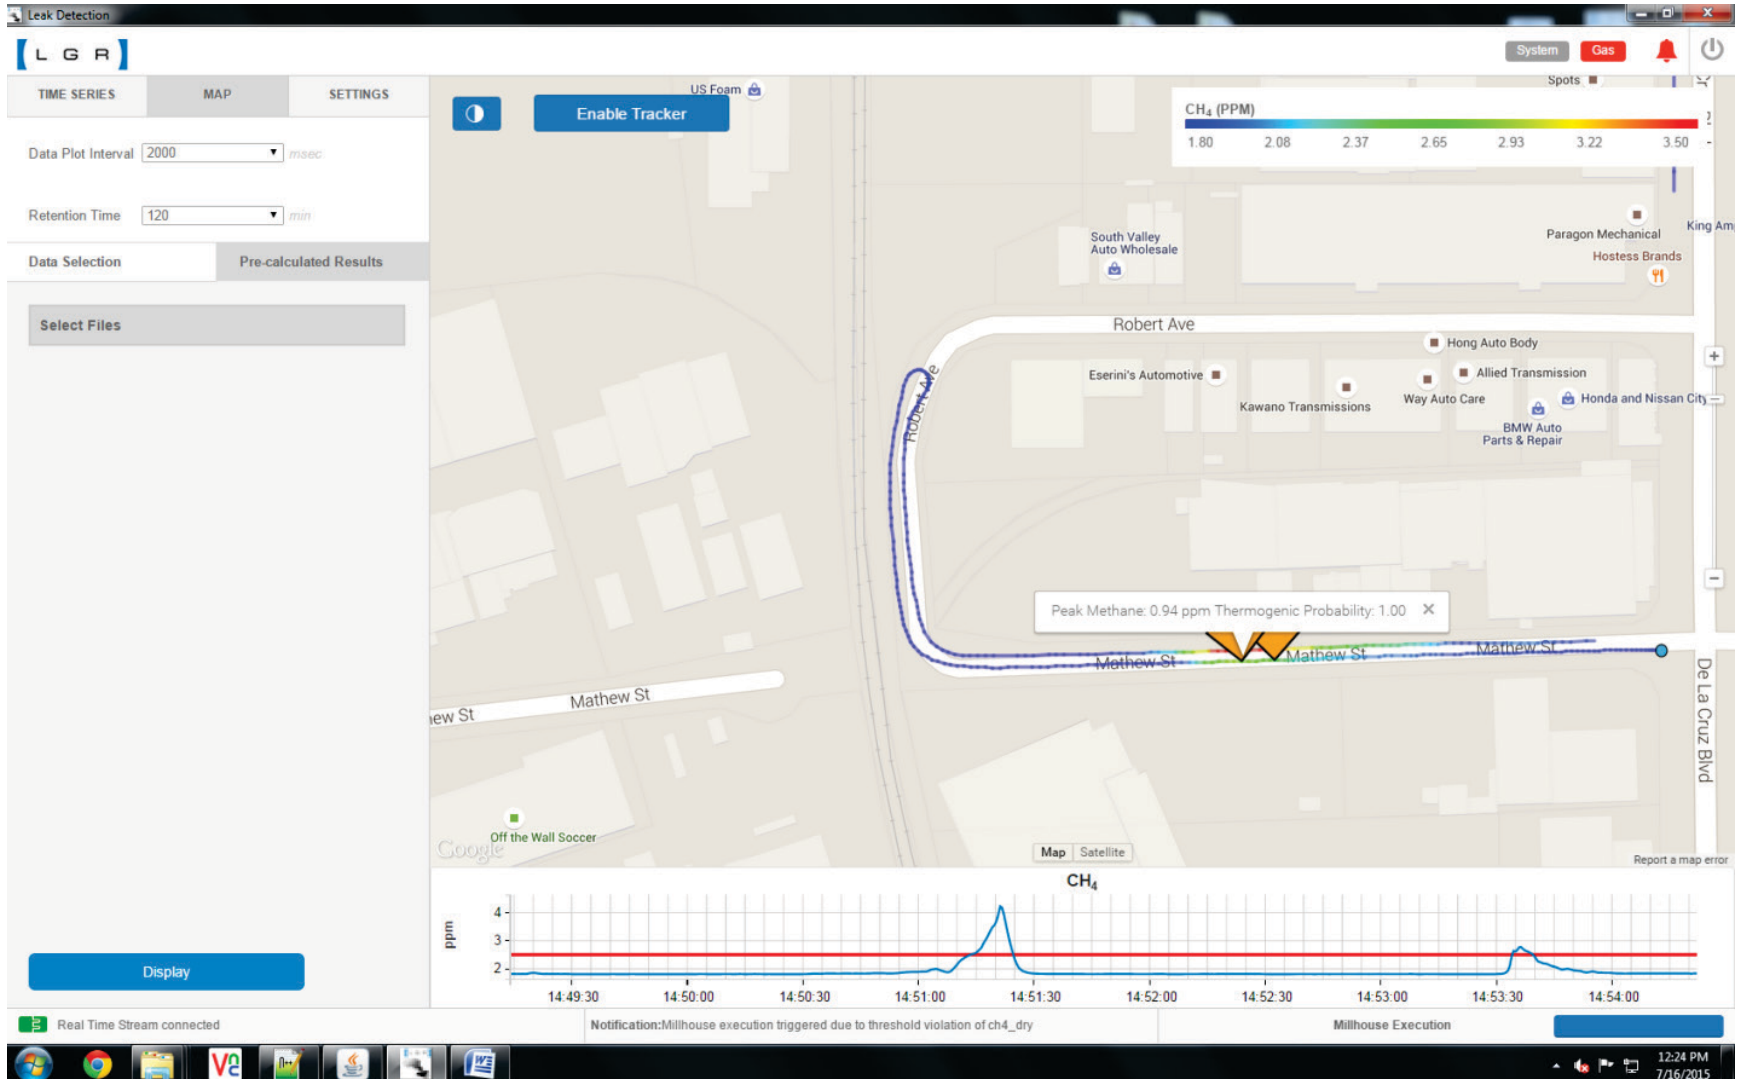 Leak Detection
[ L G R ]
System Gas
TIME SERIES MAP SETTINGS
Data Plot Interval 2000 msec
Retention Time 120 min
Data Selection Pre-calculated Results
Select Files
Display
Enable Tracker
CH₄ (PPM)
1.80 2.08 2.37 2.65 2.93 3.22 3.50
US Foam
Spots
South Valley
Auto Wholesale
Paragon Mechanical
King Am
Hostess Brands
Robert Ave
Hong Auto Body
Eserini's Automotive
Allied Transmission
Kawano Transmissions
Way Auto Care
Honda and Nissan City
BMW Auto
Parts & Repair
Robert Ave
Peak Methane: 0.94 ppm Thermogenic Probability: 1.00 ×
Mathew St
Mathew St
Mathew St
De La Cruz Blvd
Mathew St
ew St
Off the Wall Soccer
Google
Map Satellite
Report a map error
CH₄
ppm
4
3
2
14:49:30 14:50:00 14:50:30 14:51:00 14:51:30 14:52:00 14:52:30 14:53:00 14:53:30 14:54:00
Real Time Stream connected
Notification:Millhouse execution triggered due to threshold violation of ch4_dry
Millhouse Execution
12:24 PM
7/16/2015